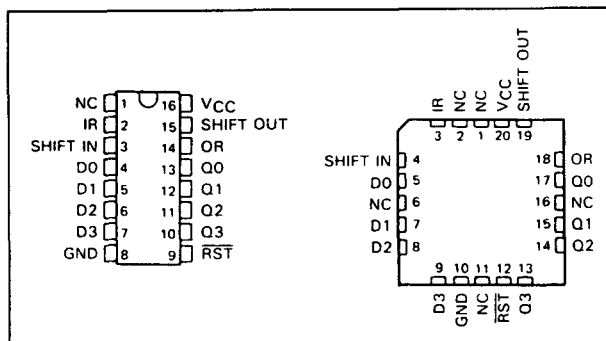 NC 1 16 VCC
IR 2 15 SHIFT OUT
SHIFT IN 3 14 OR
D0 4 13 Q0
D1 5 12 Q1
D2 6 11 Q2
D3 7 10 Q3
GND 8 9 RST
IR NC NC VCC SHIFT OUT
3 2 1 20 19
SHIFT IN 4 18 OR
D0 5 17 Q0
NC 6 16 NC
D1 7 15 Q1
D2 8 14 Q2
9 10 11 12 13
D3 GND NC RST Q3